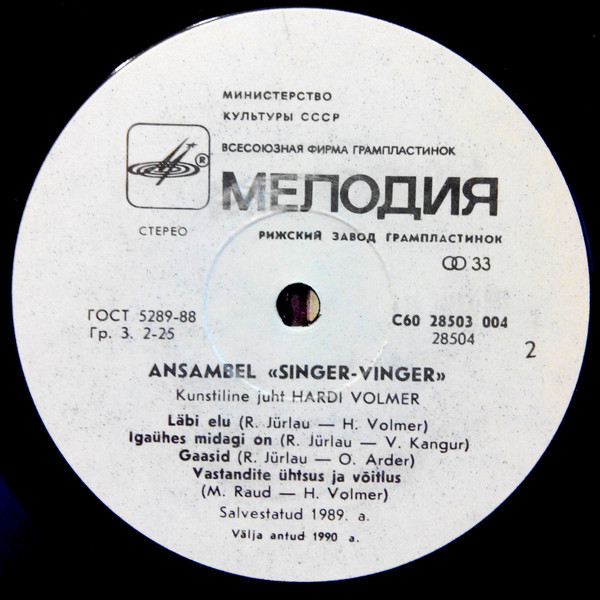 МИНИСТЕРСТВО
КУЛЬТУРЫ СССР
ВСЕСОЮЗНАЯ ФИРМА ГРАМПЛАСТИНОК
®
МЕЛОДИЯ
СТЕРЕО
РИЖСКИЙ ЗАВОД ГРАМПЛАСТИНОК
33
ГОСТ 5289-88
Гр. 3. 2-25
С60 28503 004
28504
2
ANSAMBEL «SINGER-VINGER»
Kunstiline juht HARDI VOLMER
Läbi elu (R. Jürlau — H. Volmer)
Igaühes midagi on (R. Jürlau — V. Kangur)
Gaasid (R. Jürlau — O. Arder)
Vastandite ühtsus ja võitlus
(M. Raud — H. Volmer)
Salvestatud 1989. a.
Välja antud 1990 a.